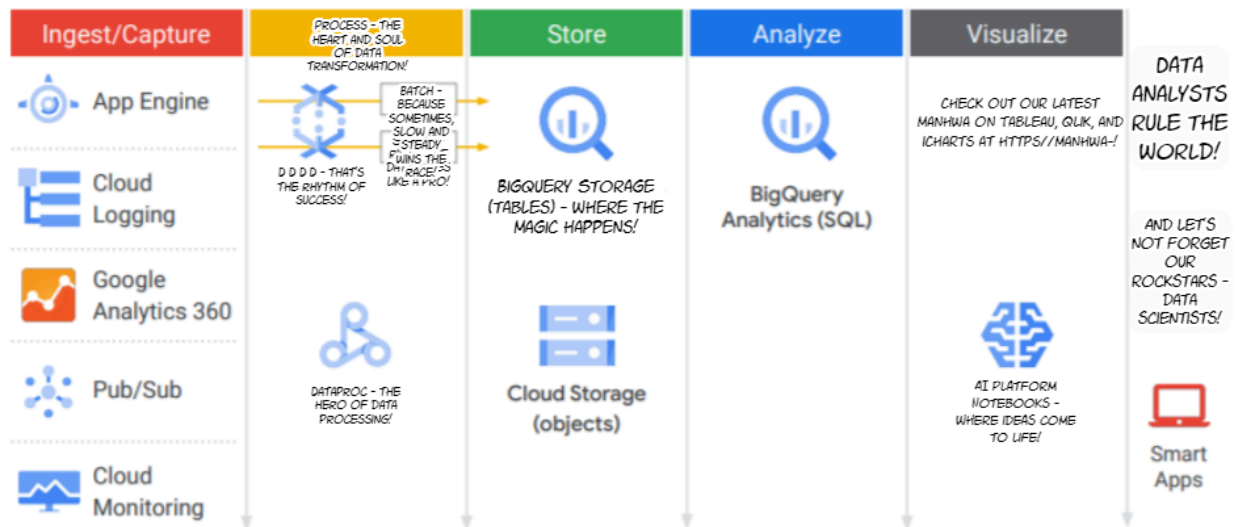 Ingest/Capture
PROCESS - THE
HEART AND SOUL
OF DATA
TRANSFORMATION!
Store
Analyze
Visualize
App Engine
Cloud
Logging
Google
Analytics 360
Pub/Sub
Cloud
Monitoring
BATCH -
BECAUSE
SOMETIMES,
SLOW AND
STEADY
WINS THE
RACE!
LIKE A PRO!
D D D D - THAT'S
THE RHYTHM OF
SUCCESS!
DATAPROC - THE
HERO OF DATA
PROCESSING!
BIGQUERY STORAGE
(TABLES) - WHERE THE
MAGIC HAPPENS!
Cloud Storage
(objects)
BigQuery
Analytics (SQL)
CHECK OUT OUR LATEST
MANHWA ON TABLEAU, QLIK, AND
ICHARTS AT HTTPS//MANHWA-!
AI PLATFORM
NOTEBOOKS -
WHERE IDEAS COME
TO LIFE!
DATA
ANALYSTS
RULE THE
WORLD!
AND LET'S
NOT FORGET
OUR
ROCKSTARS -
DATA
SCIENTISTS!
Smart
Apps